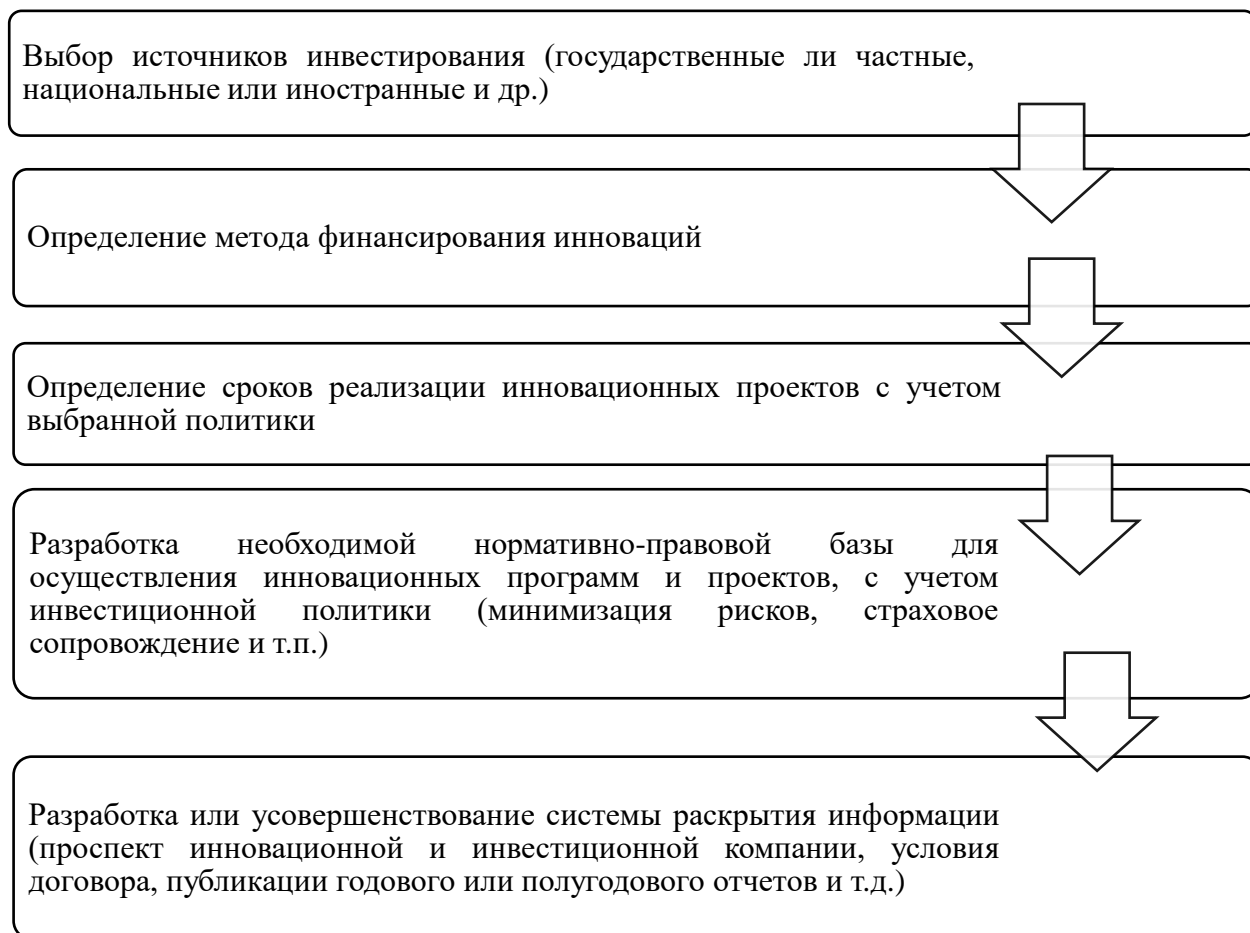 Выбор источников инвестирования (государственные ли частные,
национальные или иностранные и др.)
Определение метода финансирования инноваций
Определение сроков реализации инновационных проектов с учетом
выбранной политики
Разработка необходимой нормативно-правовой базы для
осуществления инновационных программ и проектов, с учетом
инвестиционной политики (минимизация рисков, страховое
сопровождение и т.п.)
Разработка или усовершенствование системы раскрытия информации
(проспект инновационной и инвестиционной компании, условия
договора, публикации годового или полугодового отчетов и т.д.)